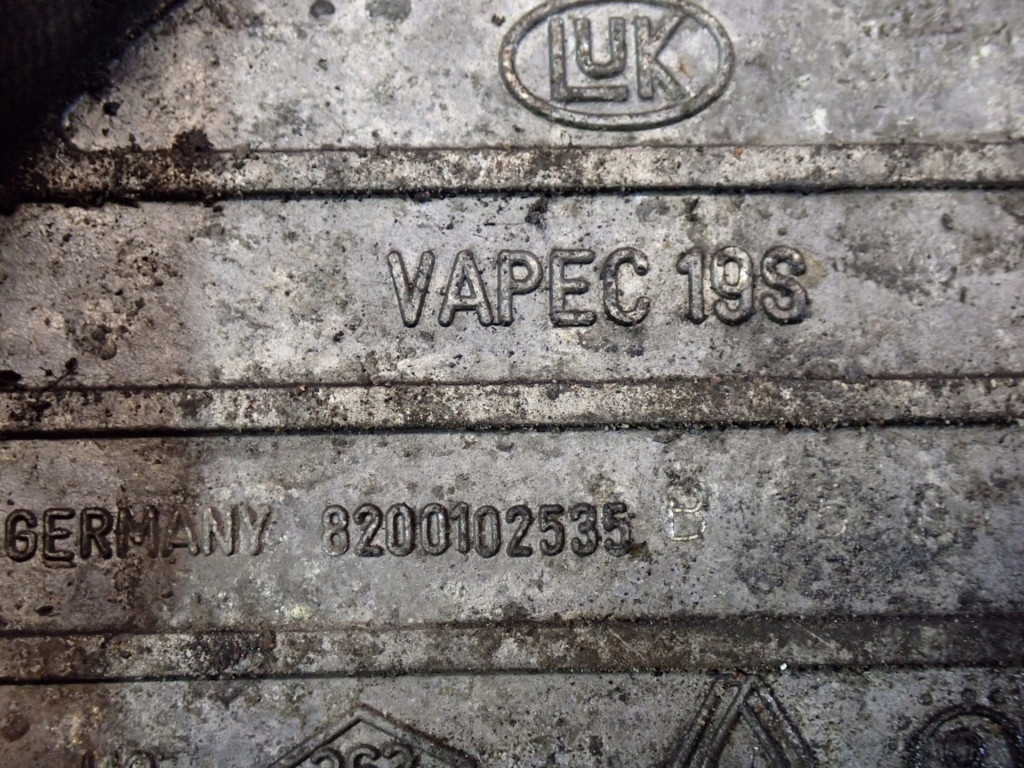 LUK
VAPEC 19S
GERMANY 8200102535 B